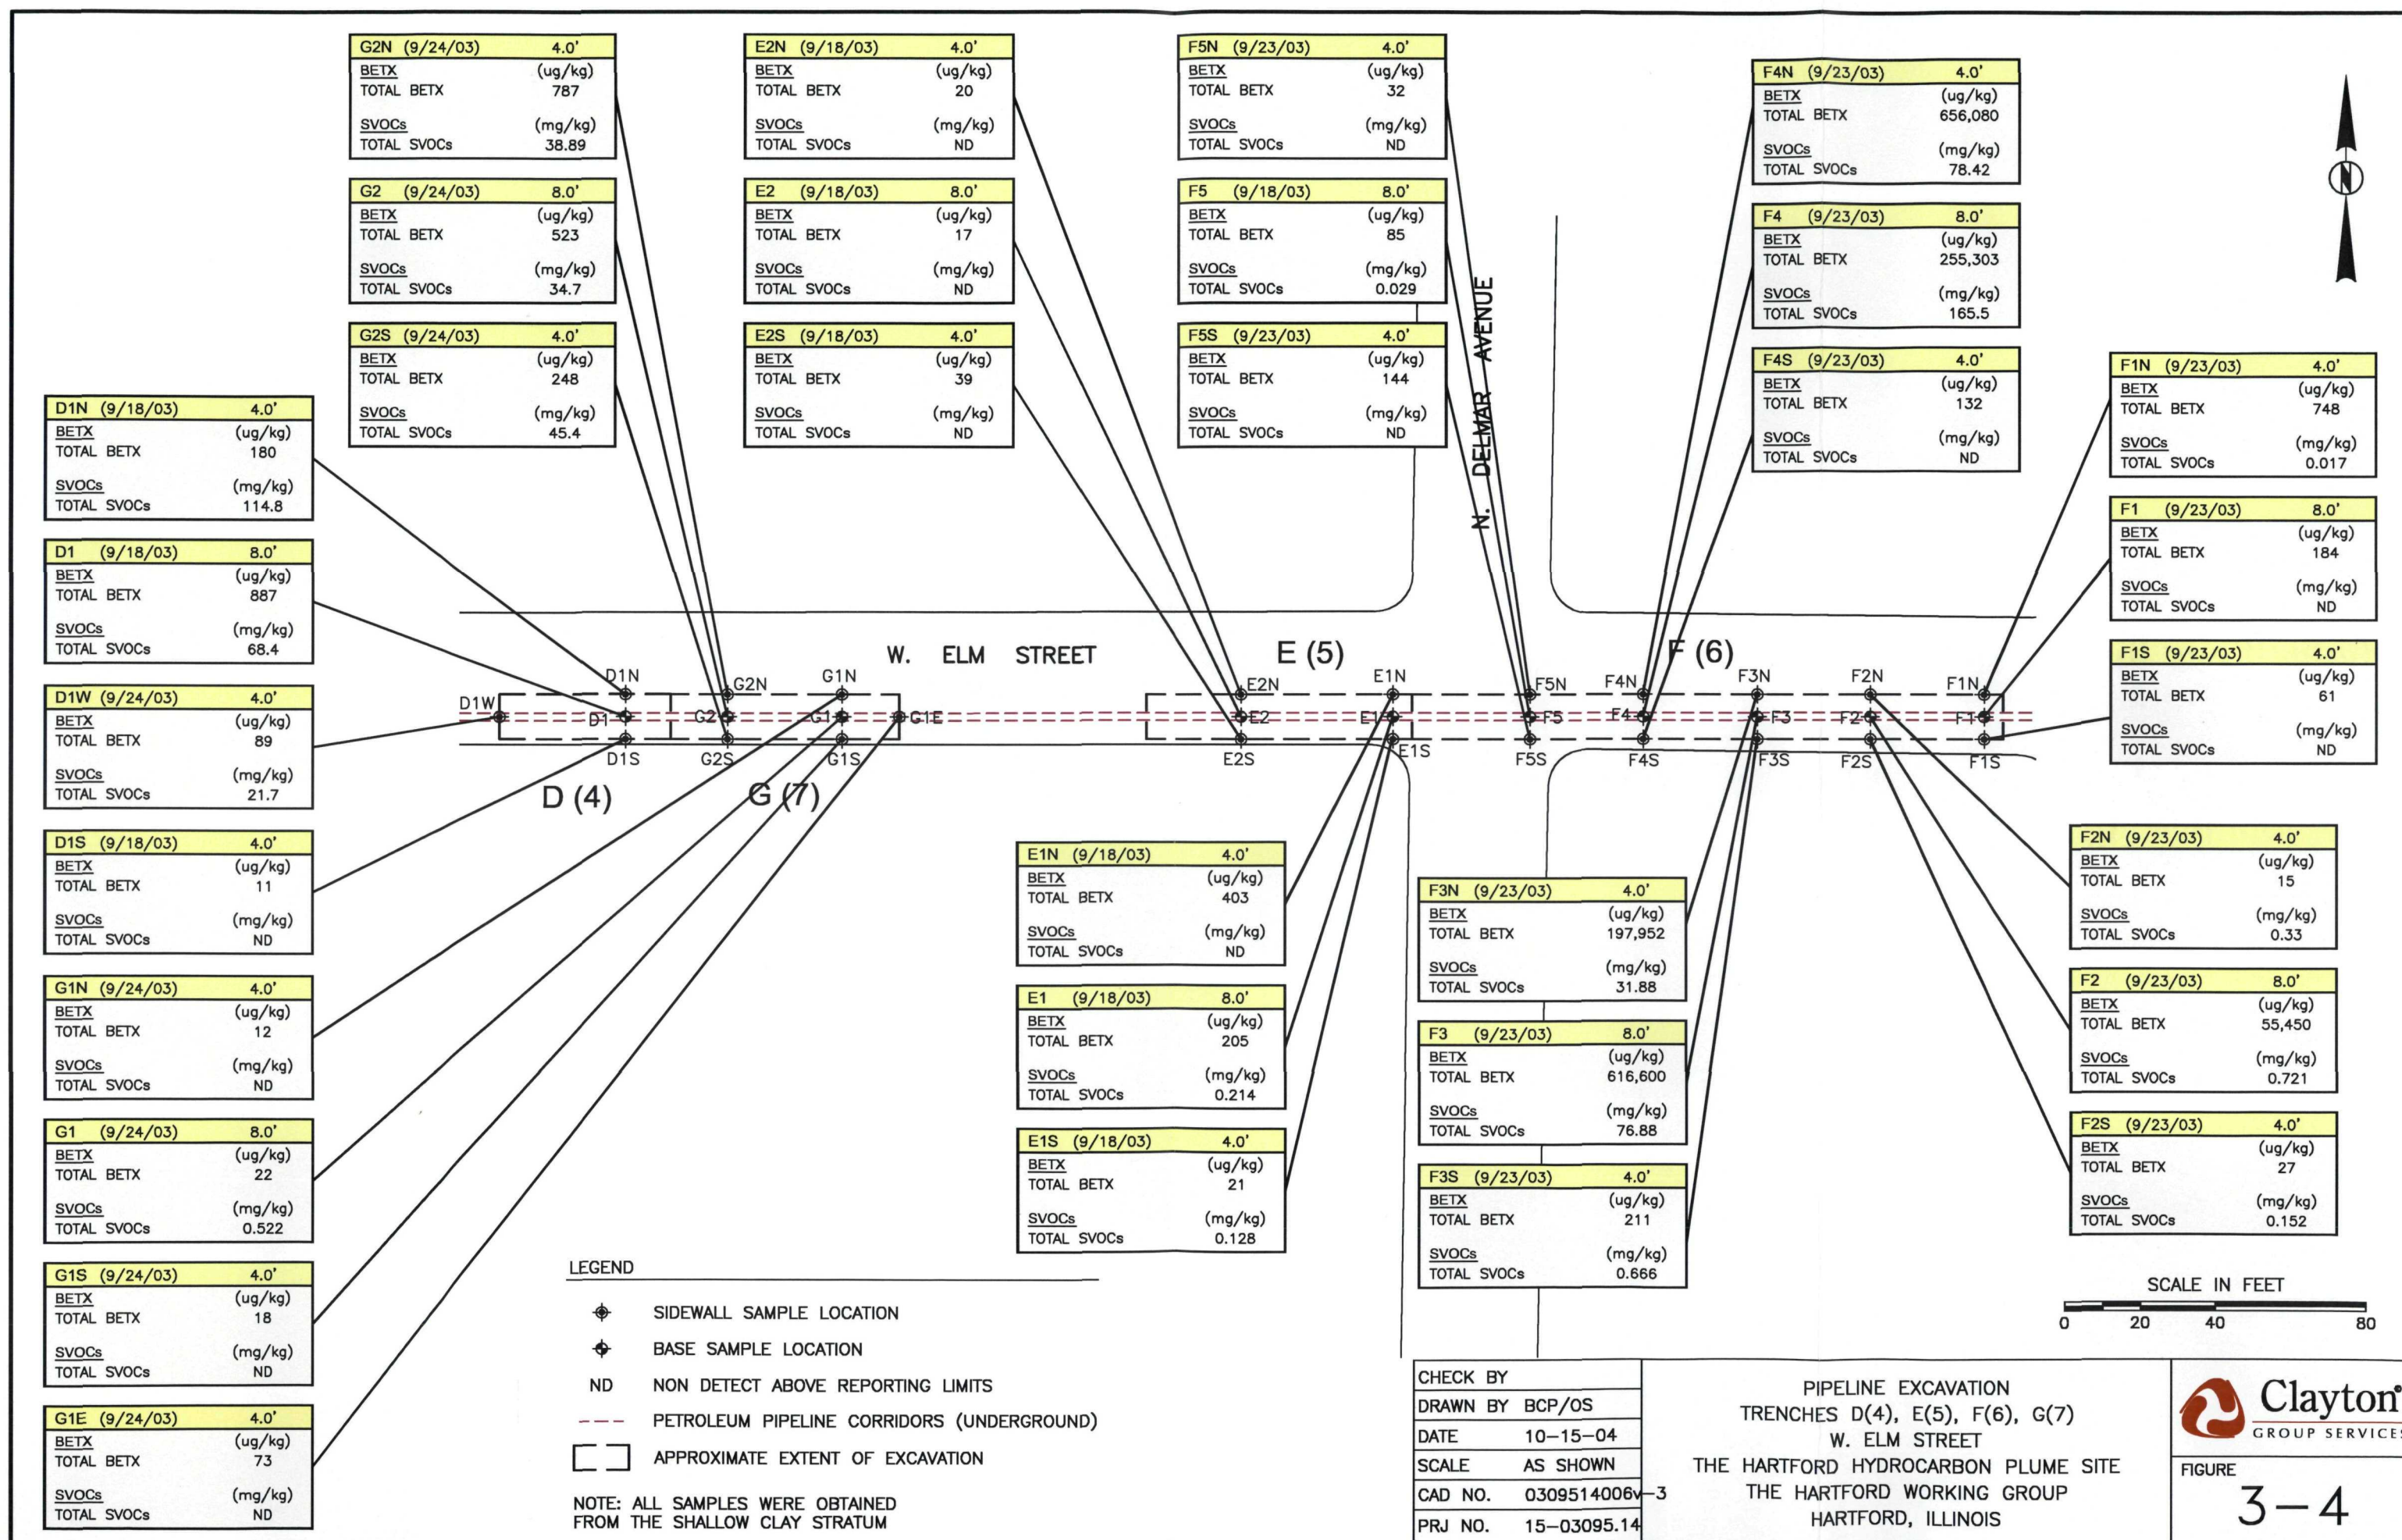 G2N (9/24/03) 4.0'
BETX (ug/kg)
TOTAL BETX 787
SVOCs (mg/kg)
TOTAL SVOCs 38.89
G2 (9/24/03) 8.0'
BETX (ug/kg)
TOTAL BETX 523
SVOCs (mg/kg)
TOTAL SVOCs 34.7
G2S (9/24/03) 4.0'
BETX (ug/kg)
TOTAL BETX 248
SVOCs (mg/kg)
TOTAL SVOCs 45.4
E2N (9/18/03) 4.0'
BETX (ug/kg)
TOTAL BETX 20
SVOCs (mg/kg)
TOTAL SVOCs ND
E2 (9/18/03) 8.0'
BETX (ug/kg)
TOTAL BETX 17
SVOCs (mg/kg)
TOTAL SVOCs ND
E2S (9/18/03) 4.0'
BETX (ug/kg)
TOTAL BETX 39
SVOCs (mg/kg)
TOTAL SVOCs ND
F5N (9/23/03) 4.0'
BETX (ug/kg)
TOTAL BETX 32
SVOCs (mg/kg)
TOTAL SVOCs ND
F5 (9/18/03) 8.0'
BETX (ug/kg)
TOTAL BETX 85
SVOCs (mg/kg)
TOTAL SVOCs 0.029
F5S (9/23/03) 4.0'
BETX (ug/kg)
TOTAL BETX 144
SVOCs (mg/kg)
TOTAL SVOCs ND
F4N (9/23/03) 4.0'
BETX (ug/kg)
TOTAL BETX 656,080
SVOCs (mg/kg)
TOTAL SVOCs 78.42
F4 (9/23/03) 8.0'
BETX (ug/kg)
TOTAL BETX 255,303
SVOCs (mg/kg)
TOTAL SVOCs 165.5
F4S (9/23/03) 4.0'
BETX (ug/kg)
TOTAL BETX 132
SVOCs (mg/kg)
TOTAL SVOCs ND
N
F1N (9/23/03) 4.0'
BETX (ug/kg)
TOTAL BETX 748
SVOCs (mg/kg)
TOTAL SVOCs 0.017
F1 (9/23/03) 8.0'
BETX (ug/kg)
TOTAL BETX 184
SVOCs (mg/kg)
TOTAL SVOCs ND
F1S (9/23/03) 4.0'
BETX (ug/kg)
TOTAL BETX 61
SVOCs (mg/kg)
TOTAL SVOCs ND
D1N (9/18/03) 4.0'
BETX (ug/kg)
TOTAL BETX 180
SVOCs (mg/kg)
TOTAL SVOCs 114.8
D1 (9/18/03) 8.0'
BETX (ug/kg)
TOTAL BETX 887
SVOCs (mg/kg)
TOTAL SVOCs 68.4
D1W (9/24/03) 4.0'
BETX (ug/kg)
TOTAL BETX 89
SVOCs (mg/kg)
TOTAL SVOCs 21.7
D1S (9/18/03) 4.0'
BETX (ug/kg)
TOTAL BETX 11
SVOCs (mg/kg)
TOTAL SVOCs ND
G1N (9/24/03) 4.0'
BETX (ug/kg)
TOTAL BETX 12
SVOCs (mg/kg)
TOTAL SVOCs ND
G1 (9/24/03) 8.0'
BETX (ug/kg)
TOTAL BETX 22
SVOCs (mg/kg)
TOTAL SVOCs 0.522
G1S (9/24/03) 4.0'
BETX (ug/kg)
TOTAL BETX 18
SVOCs (mg/kg)
TOTAL SVOCs ND
G1E (9/24/03) 4.0'
BETX (ug/kg)
TOTAL BETX 73
SVOCs (mg/kg)
TOTAL SVOCs ND
N. DELMAR AVENUE
W. ELM STREET
E (5)
F (6)
D1N G2N G1N E2N E1N F5N F4N F3N F2N F1N
D1W D1 G2 G1 G1E E2 E1 F5 F4 F3 F2 F1
D1S G2S G1S E2S E1S F5S F4S F3S F2S F1S
D (4)
G (7)
E1N (9/18/03) 4.0'
BETX (ug/kg)
TOTAL BETX 403
SVOCs (mg/kg)
TOTAL SVOCs ND
E1 (9/18/03) 8.0'
BETX (ug/kg)
TOTAL BETX 205
SVOCs (mg/kg)
TOTAL SVOCs 0.214
E1S (9/18/03) 4.0'
BETX (ug/kg)
TOTAL BETX 21
SVOCs (mg/kg)
TOTAL SVOCs 0.128
F3N (9/23/03) 4.0'
BETX (ug/kg)
TOTAL BETX 197,952
SVOCs (mg/kg)
TOTAL SVOCs 31.88
F3 (9/23/03) 8.0'
BETX (ug/kg)
TOTAL BETX 616,600
SVOCs (mg/kg)
TOTAL SVOCs 76.88
F3S (9/23/03) 4.0'
BETX (ug/kg)
TOTAL BETX 211
SVOCs (mg/kg)
TOTAL SVOCs 0.666
F2N (9/23/03) 4.0'
BETX (ug/kg)
TOTAL BETX 15
SVOCs (mg/kg)
TOTAL SVOCs 0.33
F2 (9/23/03) 8.0'
BETX (ug/kg)
TOTAL BETX 55,450
SVOCs (mg/kg)
TOTAL SVOCs 0.721
F2S (9/23/03) 4.0'
BETX (ug/kg)
TOTAL BETX 27
SVOCs (mg/kg)
TOTAL SVOCs 0.152
LEGEND
SIDEWALL SAMPLE LOCATION
BASE SAMPLE LOCATION
ND NON DETECT ABOVE REPORTING LIMITS
PETROLEUM PIPELINE CORRIDORS (UNDERGROUND)
APPROXIMATE EXTENT OF EXCAVATION
NOTE: ALL SAMPLES WERE OBTAINED
FROM THE SHALLOW CLAY STRATUM
SCALE IN FEET
0 20 40 80
CHECK BY
DRAWN BY BCP/OS
DATE 10-15-04
SCALE AS SHOWN
CAD NO. 0309514006v-3
PRJ NO. 15-03095.14
PIPELINE EXCAVATION
TRENCHES D(4), E(5), F(6), G(7)
W. ELM STREET
THE HARTFORD HYDROCARBON PLUME SITE
THE HARTFORD WORKING GROUP
HARTFORD, ILLINOIS
Clayton
GROUP SERVICES
FIGURE
3-4